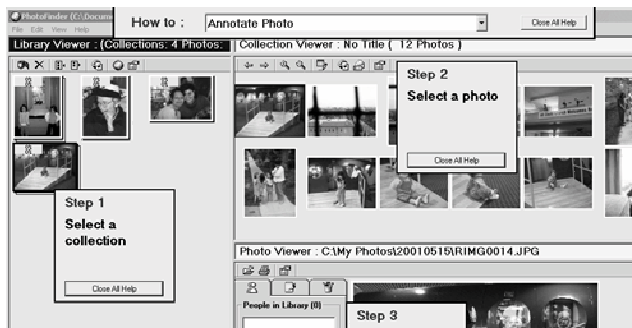 PhotoFinder (C:\Docume
How to :
Annotate Photo
Close All Help
File Edit View Help
Library Viewer : (Collections: 4 Photos:
Collection Viewer : No Title ( 12 Photos )
Step 2
Select a photo
Close All Help
Step 1
Select a
collection
Close All Help
Photo Viewer : C:\My Photos\20010515\RIMG0014.JPG
People in Library (0)
Step 3